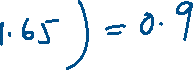 1.65) = 0.9